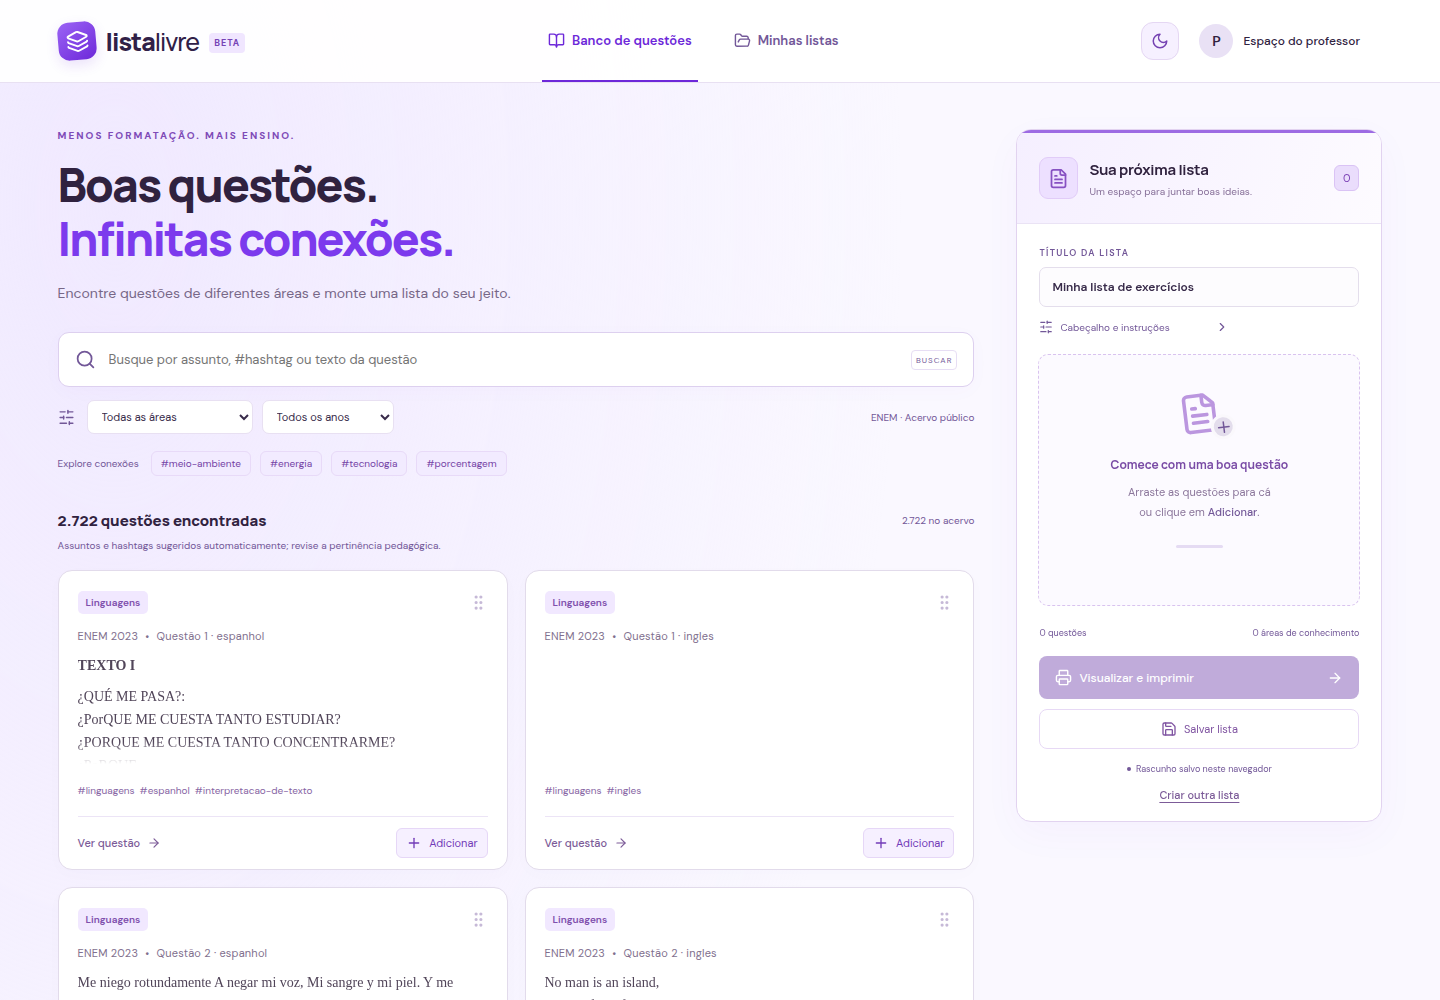 listalivre BETA
Banco de questões
Minhas listas
P
Espaço do professor
MENOS FORMATAÇÃO. MAIS ENSINO.
Boas questões.
Infinitas conexões.
Encontre questões de diferentes áreas e monte uma lista do seu jeito.
Busque por assunto, #hashtag ou texto da questão
BUSCAR
Todas as áreas
Todos os anos
ENEM · Acervo público
Explore conexões
#meio-ambiente
#energia
#tecnologia
#porcentagem
2.722 questões encontradas
2.722 no acervo
Assuntos e hashtags sugeridos automaticamente; revise a pertinência pedagógica.
Linguagens
ENEM 2023 • Questão 1 · espanhol
TEXTO I
¿QUÉ ME PASA?:
¿PorQUE ME CUESTA TANTO ESTUDIAR?
¿PORQUE ME CUESTA TANTO CONCENTRARME?
#linguagens #espanhol #interpretacao-de-texto
Ver questão
Adicionar
Linguagens
ENEM 2023 • Questão 1 · ingles
#linguagens #ingles
Ver questão
Adicionar
Linguagens
ENEM 2023 • Questão 2 · espanhol
Me niego rotundamente A negar mi voz, Mi sangre y mi piel. Y me
Linguagens
ENEM 2023 • Questão 2 · ingles
No man is an island,
Sua próxima lista
Um espaço para juntar boas ideias.
0
TÍTULO DA LISTA
Minha lista de exercícios
Cabeçalho e instruções
Comece com uma boa questão
Arraste as questões para cá
ou clique em Adicionar.
0 questões
0 áreas de conhecimento
Visualizar e imprimir
Salvar lista
Rascunho salvo neste navegador
Criar outra lista